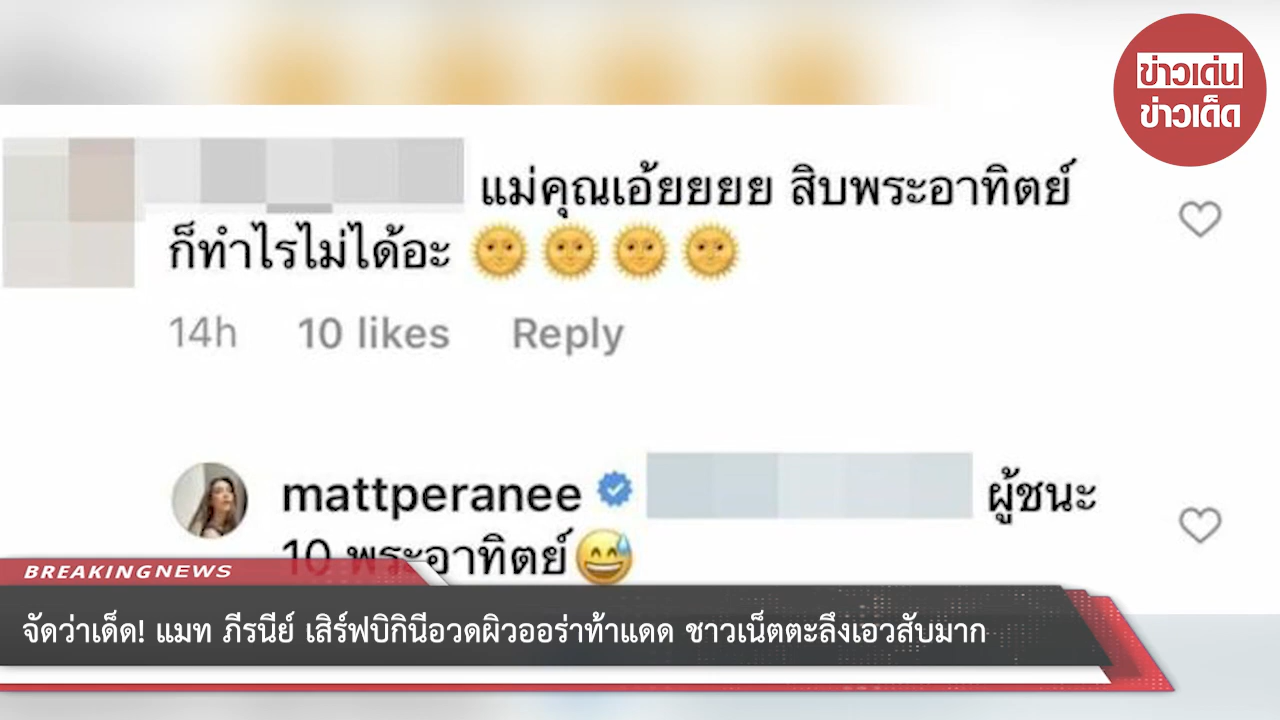 ข่าวเด่น
ข่าวเด็ด
แม่คุณเอ้ยยยย สิบพระอาทิตย์
ก็ทำไรไม่ได้อะ 🌞🌞🌞🌞
14h 10 likes Reply
mattperanee ผู้ชนะ
10 พระอาทิตย์😅
BREAKING NEWS
จัดว่าเด็ด! แมท ภีรนีย์ เสิร์ฟบิกินีอวดผิวออร่าท้าแดด ชาวเน็ตตะลึงเอวสับมาก